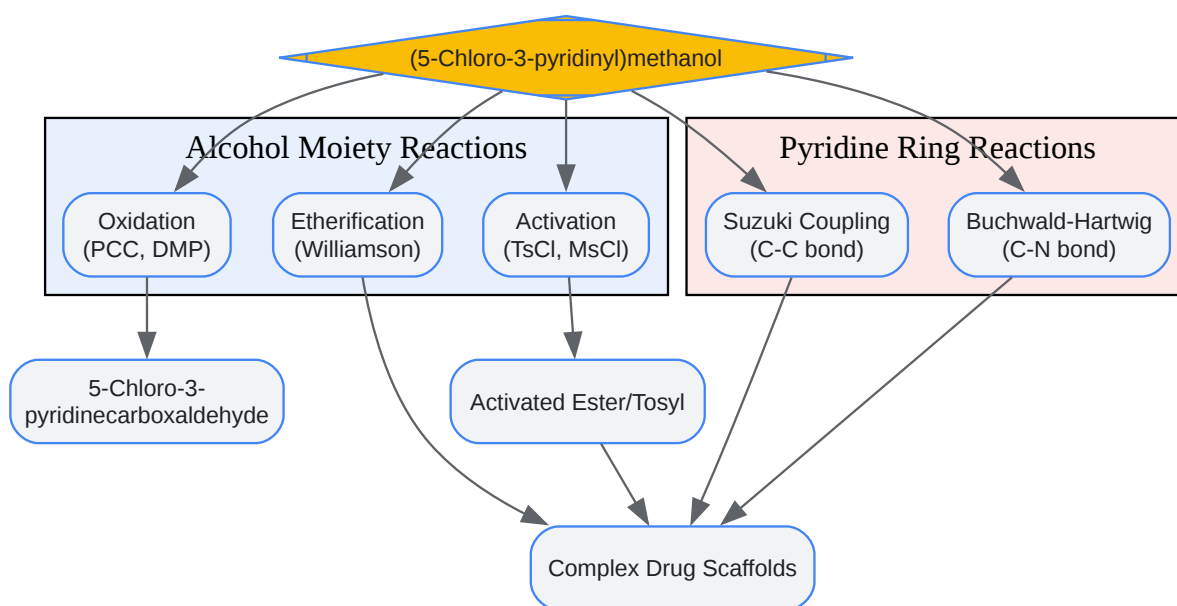 (5-Chloro-3-pyridinyl)methanol
Alcohol Moiety Reactions
Pyridine Ring Reactions
Oxidation
(PCC, DMP)
Etherification
(Williamson)
Activation
(TsCl, MsCl)
Suzuki Coupling
(C-C bond)
Buchwald-Hartwig
(C-N bond)
5-Chloro-3-
pyridinecarboxaldehyde
Activated Ester/Tosyl
Complex Drug Scaffolds